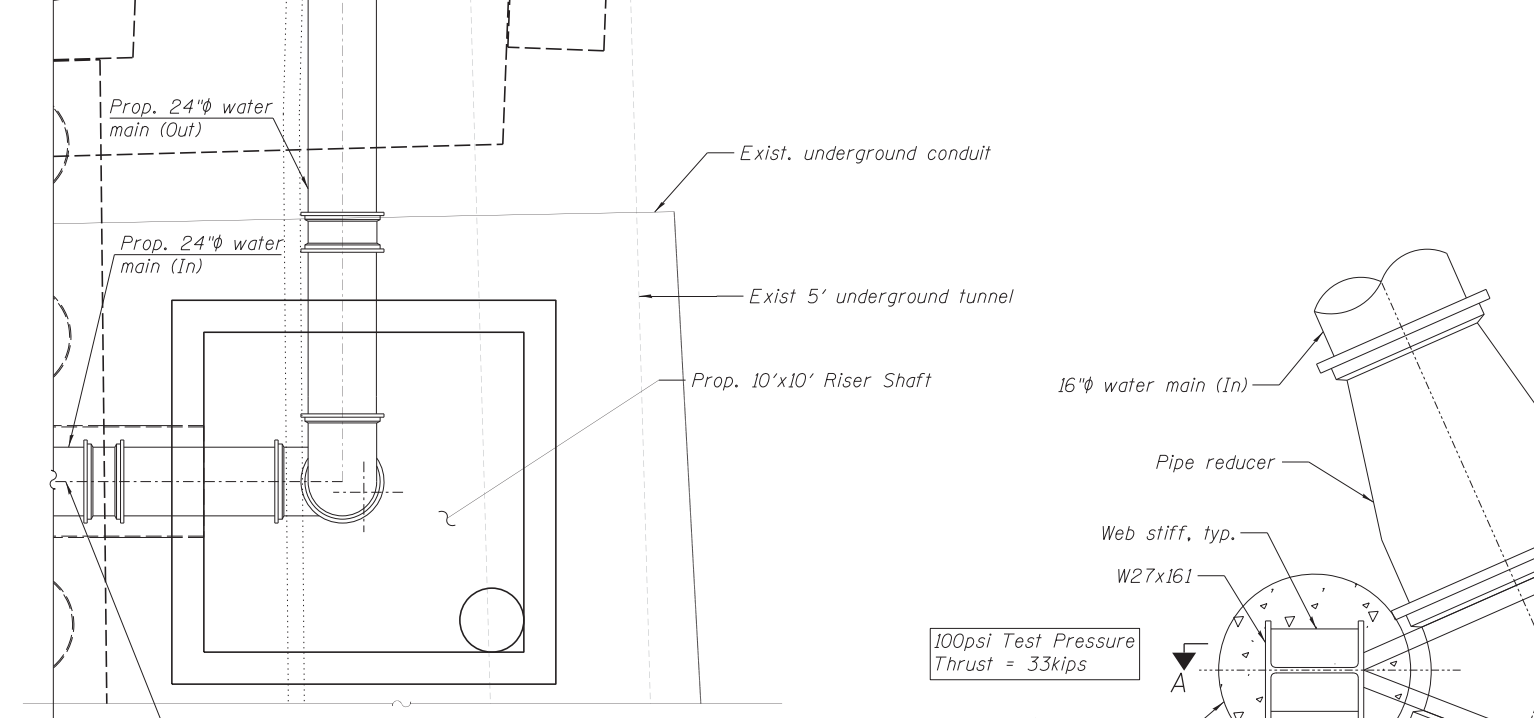 Prop. 24"ϕ water
main (Out)
Exist. underground conduit
Prop. 24"ϕ water
main (In)
Exist 5' underground tunnel
Prop. 10'x10' Riser Shaft
16"ϕ water main (In)
Pipe reducer
Web stiff. typ.
W27x161
100psi Test Pressure
Thrust = 33kips
A